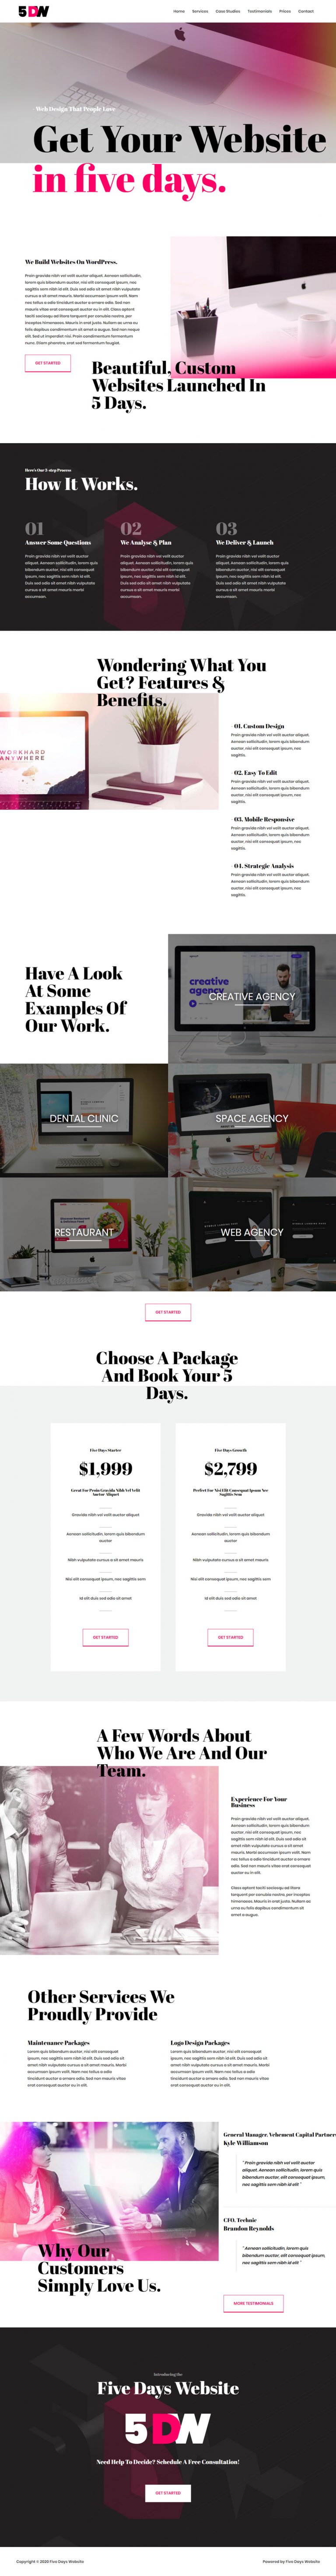 5DW
Home Services Case Studies Testimonials Prices Contact
Web Design That People Love
Get Your Website
in five days.
We Build Websites On WordPress.
Proin gravida nibh vel velit auctor aliquet. Aenean sollicitudin,
lorem quis bibendum auctor, nisi elit consequat ipsum, nec
sagittis sem nibh id elit. Duis sed odio sit amet nibh vulputate
cursus a sit amet mauris. Morbi accumsan ipsum velit. Nam
nec tellus a odio tincidunt auctor a ornare odio. Sed non
mauris vitae erat consequat auctor eu in elit. Class aptent
taciti sociosqu ad litora torquent per conubia nostra, per
inceptos himenaeos. Mauris in erat justo. Nullam ac urna eu
felis dapibus condimentum sit amet a augue. Sed non neque
elit. Sed ut imperdiet nisi. Proin condimentum fermentum
nunc. Etiam pharetra, erat sed fermentum feugiat.
GET STARTED
Beautiful, Custom
Websites Launched In
5 Days.
Here's Our 3-step Process
How It Works.
01
Answer Some Questions
Proin gravida nibh vel velit auctor
aliquet. Aenean sollicitudin, lorem quis
bibendum auctor, nisi elit consequat
ipsum, nec sagittis sem nibh id elit.
Duis sed odio sit amet nibh vulputate
cursus a sit amet mauris morbi
accumsan.
02
We Analyse & Plan
Proin gravida nibh vel velit auctor
aliquet. Aenean sollicitudin, lorem quis
bibendum auctor, nisi elit consequat
ipsum, nec sagittis sem nibh id elit.
Duis sed odio sit amet nibh vulputate
cursus a sit amet mauris morbi
accumsan.
03
We Deliver & Launch
Proin gravida nibh vel velit auctor
aliquet. Aenean sollicitudin, lorem quis
bibendum auctor, nisi elit consequat
ipsum, nec sagittis sem nibh id elit.
Duis sed odio sit amet nibh vulputate
cursus a sit amet mauris morbi
accumsan.
Wondering What You
Get? Features &
Benefits.
WORKHARD
ANYWHERE
01. Custom Design
Proin gravida nibh vel velit auctor aliquet.
Aenean sollicitudin, lorem quis bibendum
auctor, nisi elit consequat ipsum, nec
sagittis.
02. Easy To Edit
Proin gravida nibh vel velit auctor aliquet.
Aenean sollicitudin, lorem quis bibendum
auctor, nisi elit consequat ipsum, nec
sagittis.
03. Mobile Responsive
Proin gravida nibh vel velit auctor aliquet.
Aenean sollicitudin, lorem quis bibendum
auctor, nisi elit consequat ipsum, nec
sagittis.
04. Strategic Analysis
Proin gravida nibh vel velit auctor aliquet.
Aenean sollicitudin, lorem quis bibendum
auctor, nisi elit consequat ipsum, nec
sagittis.
Have A Look
At Some
Examples Of
Our Work.
creative
agency
CREATIVE AGENCY
DENTAL CLINIC
CREATIVE
SPACE AGENCY
RESTAURANT
WEB AGENCY
GET STARTED
Choose A Package
And Book Your 5
Days.
Five Days Starter
$1,999
Great For Proin Gravida Nibh Vel Velit
Auctor Aliquet
Gravida nibh vel velit auctor aliquet
Aenean sollicitudin, lorem quis bibendum
auctor
Nibh vulputate cursus a sit amet mauris
Nisi elit consequat ipsum, nec sagittis sem
Id elit duis sed odio sit amet
GET STARTED
Five Days Growth
$2,799
Perfect For Nisi Elit Consequat Ipsum Nec
Sagittis Sem
Gravida nibh vel velit auctor aliquet
Aenean sollicitudin, lorem quis bibendum
auctor
Nibh vulputate cursus a sit amet mauris
Nisi elit consequat ipsum, nec sagittis sem
Id elit duis sed odio sit amet
GET STARTED
A Few Words About
Who We Are And Our
Team.
Experience For Your
Business
Proin gravida nibh vel velit auctor aliquet.
Aenean sollicitudin, lorem quis bibendum
auctor, nisi elit consequat ipsum, nec
sagittis sem nibh id elit. Duis sed odio sit
amet nibh vulputate cursus a sit amet
mauris. Morbi accumsan ipsum velit. Nam
nec tellus a odio tincidunt auctor a ornare
odio. Sed non mauris vitae erat consequat
auctor eu in elit.
Class aptent taciti sociosqu ad litora
torquent per conubia nostra, per inceptos
himenaeos. Mauris in erat justo. Nullam ac
urna eu felis dapibus condimentum sit
amet a augue.
Other Services We
Proudly Provide
Maintenance Packages
Lorem quis bibendum auctor, nisi elit consequat
ipsum, nec sagittis sem nibh id elit. Duis sed odio sit
amet nibh vulputate cursus a sit amet mauris. Morbi
accumsan ipsum velit. Nam nec tellus a odio
tincidunt auctor a ornare odio. Sed non mauris vitae
erat consequat auctor eu in elit.
Logo Design Packages
Lorem quis bibendum auctor, nisi elit consequat
ipsum, nec sagittis sem nibh id elit. Duis sed odio sit
amet nibh vulputate cursus a sit amet mauris. Morbi
accumsan ipsum velit. Nam nec tellus a odio
tincidunt auctor a ornare odio. Sed non mauris vitae
erat consequat auctor eu in elit.
General Manager, Vehement Capital Partners
Kyle Williamson
" Proin gravida nibh vel velit auctor
aliquet. Aenean sollicitudin, lorem quis
bibendum auctor, elit consequat ipsum,
nec sagittis sem nibh id elit "
CFO, Technic
Brandon Reynolds
" Aenean sollicitudin, lorem quis
bibendum auctor, elit consequat ipsum,
nec sagittis sem nibh id elit "
Why Our
Customers
Simply Love Us.
MORE TESTIMONIALS
Introducing the
Five Days Website
5DW
Need Help To Decide? Schedule A Free Consultation!
GET STARTED
Copyright © 2020 Five Days Website
Powered by Five Days Website